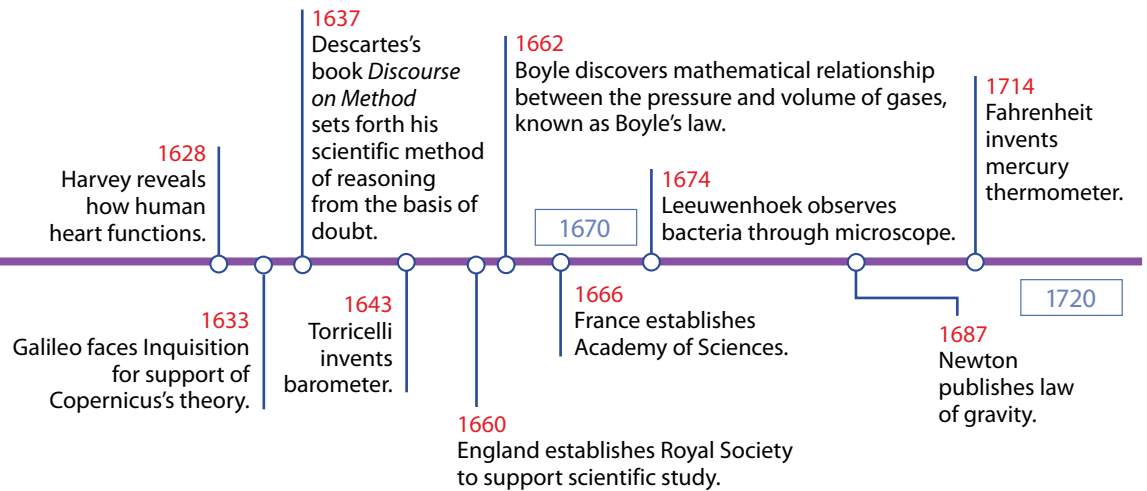 1628
Harvey reveals
how human
heart functions.
1633
Galileo faces Inquisition
for support of
Copernicus’s theory.
1637
Descartes’s
book Discourse
on Method
sets forth his
scientific method
of reasoning
from the basis of
doubt.
1643
Torricelli
invents
barometer.
1660
England establishes Royal Society
to support scientific study.
1662
Boyle discovers mathematical relationship
between the pressure and volume of gases,
known as Boyle’s law.
1666
France establishes
Academy of Sciences.
1670
1674
Leeuwenhoek observes
bacteria through microscope.
1687
Newton
publishes law
of gravity.
1714
Fahrenheit
invents
mercury
thermometer.
1720